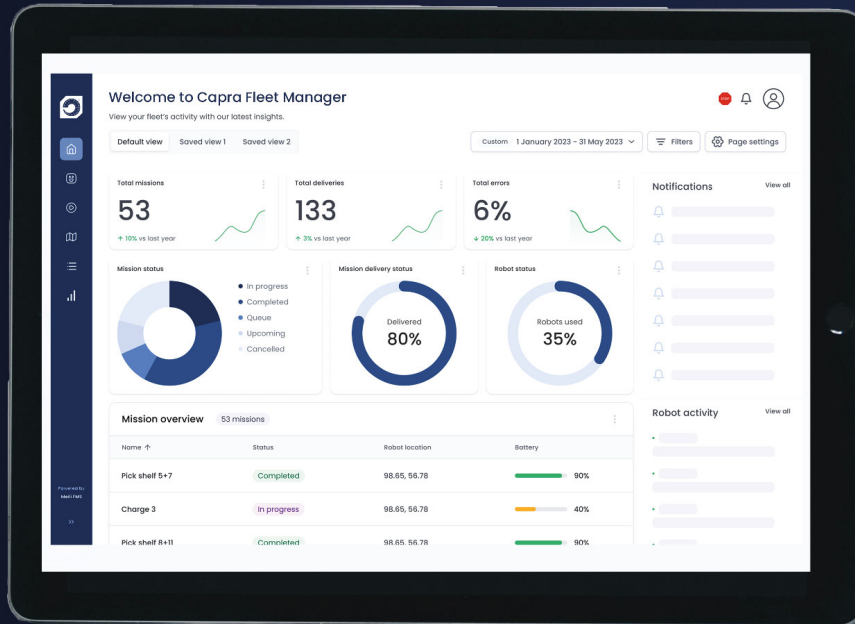 Welcome to Capra Fleet Manager
View your fleet's activity with our latest insights.
STOP
Default view Saved view 1 Saved view 2
Custom 1 January 2023 - 31 May 2023
Filters
Page settings
Total missions
53
↑ 10% vs last year
Total deliveries
133
↑ 3% vs last year
Total errors
6%
↓ 20% vs last year
Notifications View all
Mission status
In progress
Completed
Queue
Upcoming
Cancelled
Mission delivery status
Delivered
80%
Robot status
Robots used
35%
Mission overview 53 missions
Name ↑ Status Robot location Battery
Pick shelf 5+7 Completed 98.65, 56.78 90%
Charge 3 In progress 98.65, 56.78 40%
Pick shelf 8+11 Completed 98.65, 56.78 90%
Robot activity View all
Powered by